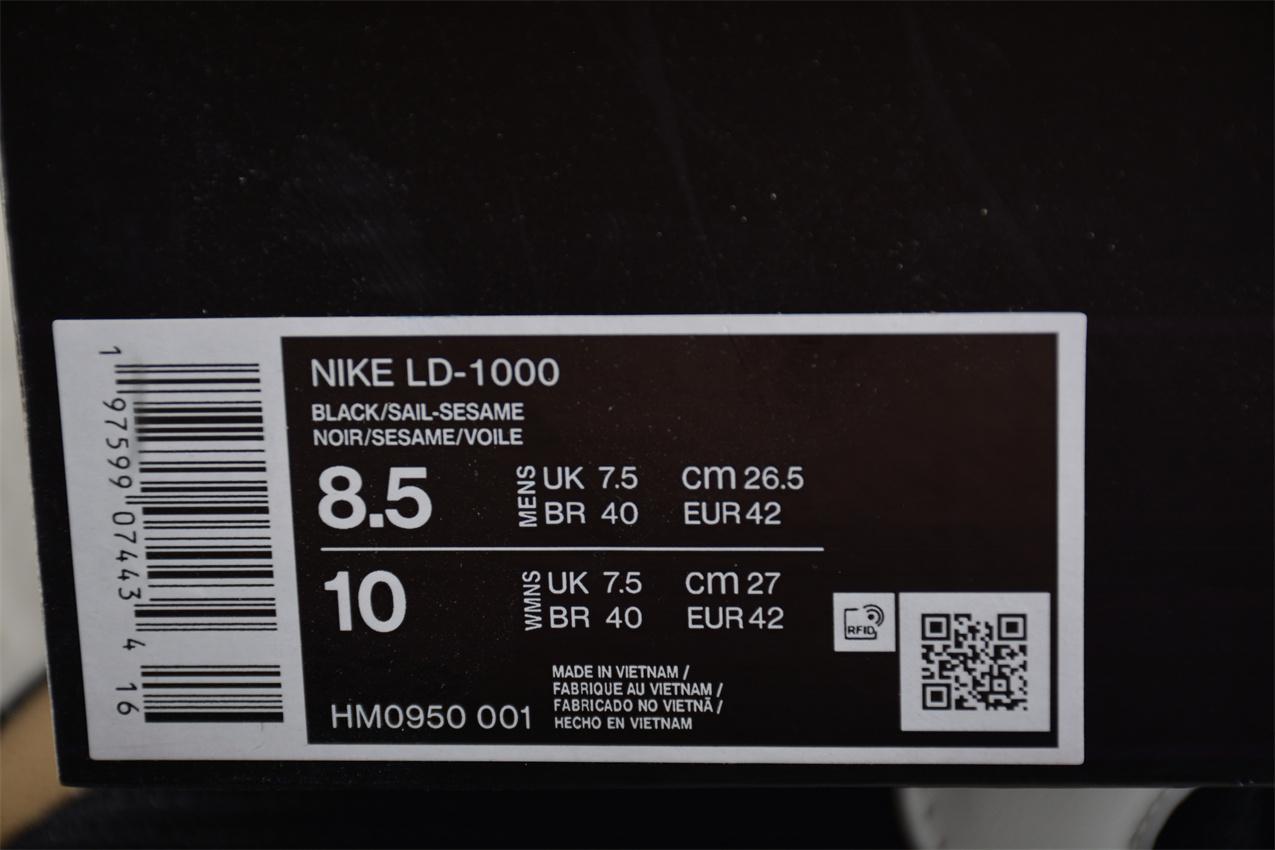 1 97599 07443 4 16
NIKE LD-1000
BLACK/SAIL-SESAME
NOIR/SESAME/VOILE
8.5 MENS UK 7.5 cm 26.5
BR 40 EUR 42
10 WMNS UK 7.5 cm 27
BR 40 EUR 42
RFID
MADE IN VIETNAM /
FABRIQUE AU VIETNAM /
FABRICADO NO VIETNÃ /
HECHO EN VIETNAM
HM0950 001